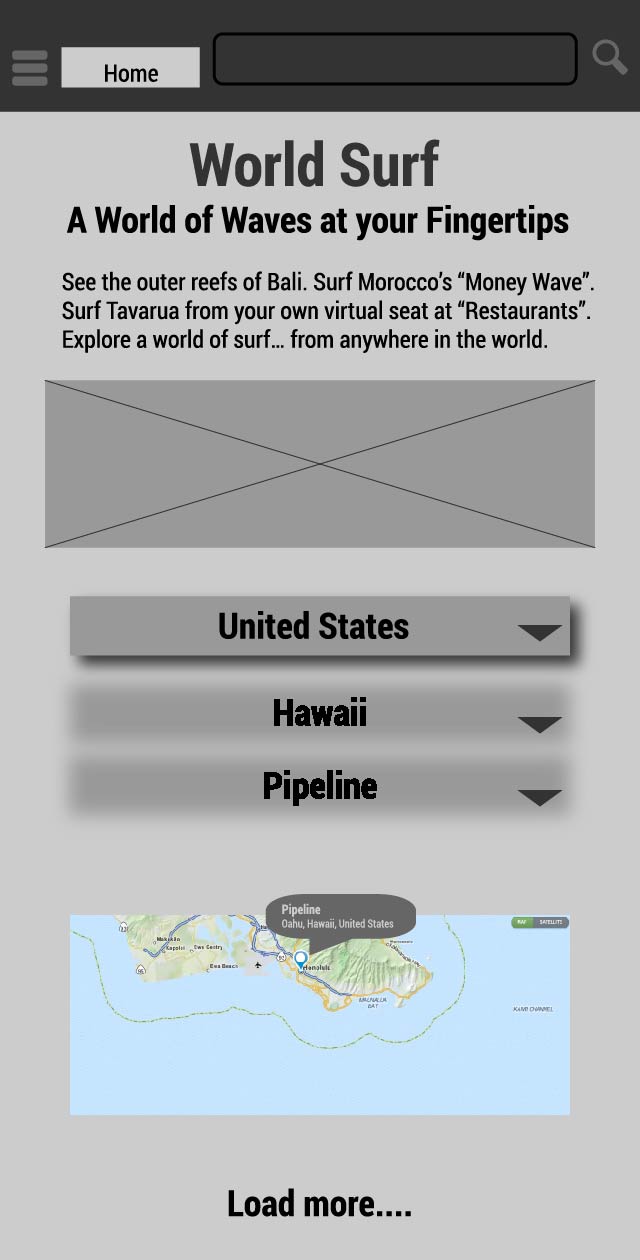 Home
World Surf
A World of Waves at your Fingertips
See the outer reefs of Bali. Surf Morocco’s “Money Wave”.
Surf Tavarua from your own virtual seat at “Restaurants”.
Explore a world of surf… from anywhere in the world.
United States
Hawaii
Pipeline
Pipeline
Oahu, Hawaii, United States
MAP SATELLITE
Makakilo
Kapolei
Ewa Gentry
Ewa Beach
Honolulu
MAUNALUA
BAY
KAIWI CHANNEL
Load more....